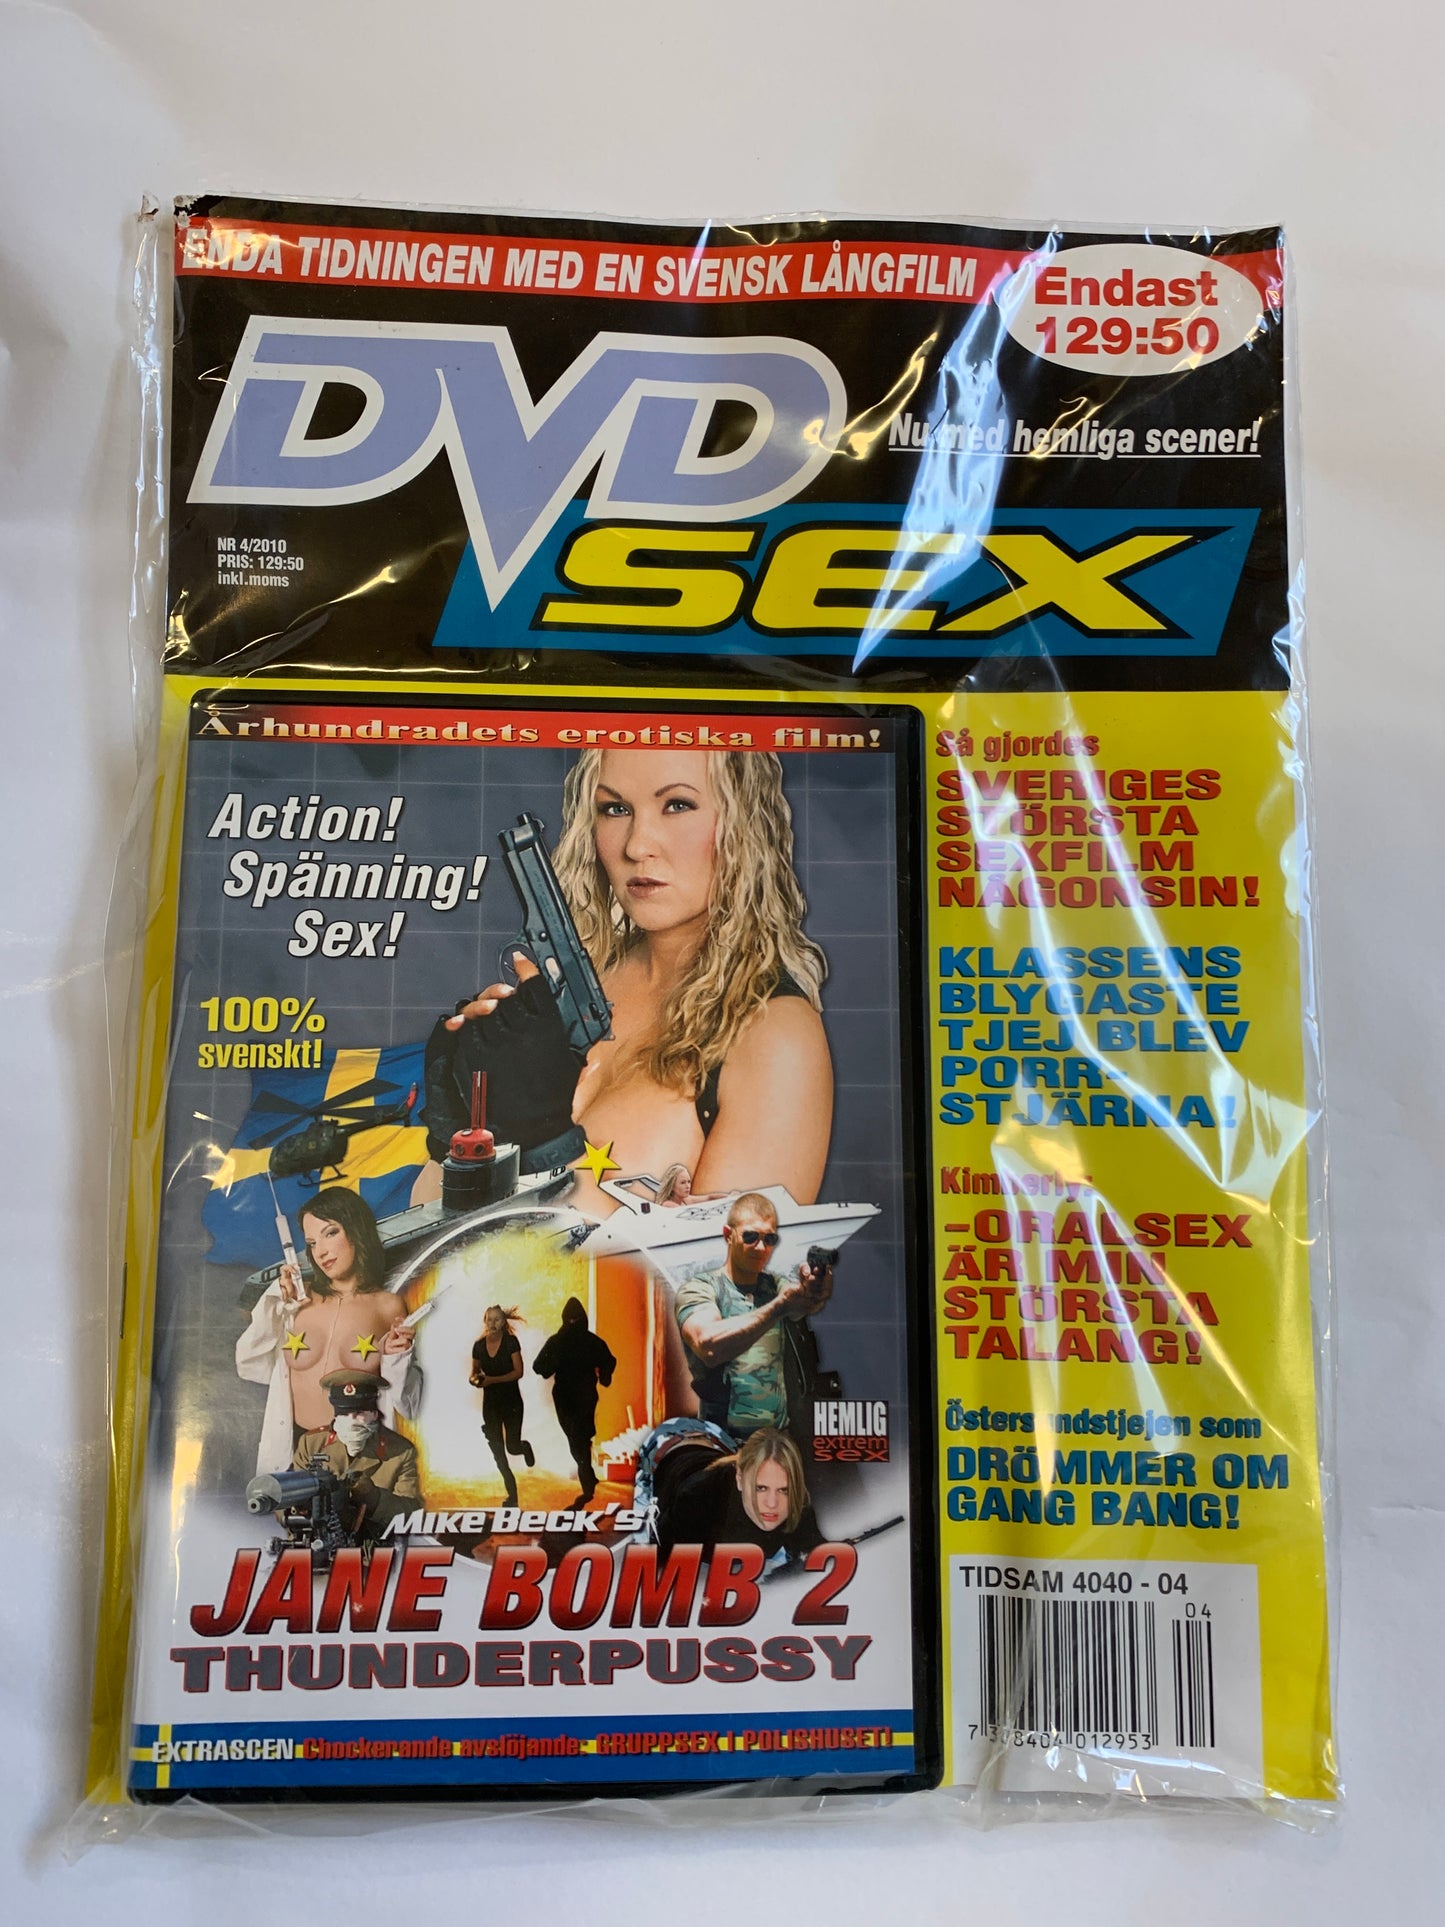 ENDA TIDNINGEN MED EN SVENSK LÅNGFILM
Endast
129:50
DVD
Nu med hemliga scener!
SEX
NR 4/2010
PRIS: 129:50
inkl.moms
Århundradets erotiska film!
Action!
Spänning!
Sex!
100%
svenskt!
HEMLIG
extrem
sex
MIKE BECK'S
JANE BOMB 2
THUNDERPUSSY
EXTRASCEN Chockerande avslöjande: GRUPPSEX I POLISHUSET!
Så gjordes
SVERIGES
STÖRSTA
SEXFILM
NÅGONSIN!
KLASSENS
BLYGASTE
TJEJ BLEV
PORR-
STJÄRNA!
Kimberly:
-ORALSEX
ÄR MIN
STÖRSTA
TALANG!
Östersundstjejen som
DRÖMMER OM
GANG BANG!
TIDSAM 4040 - 04
04
7 388404 012953